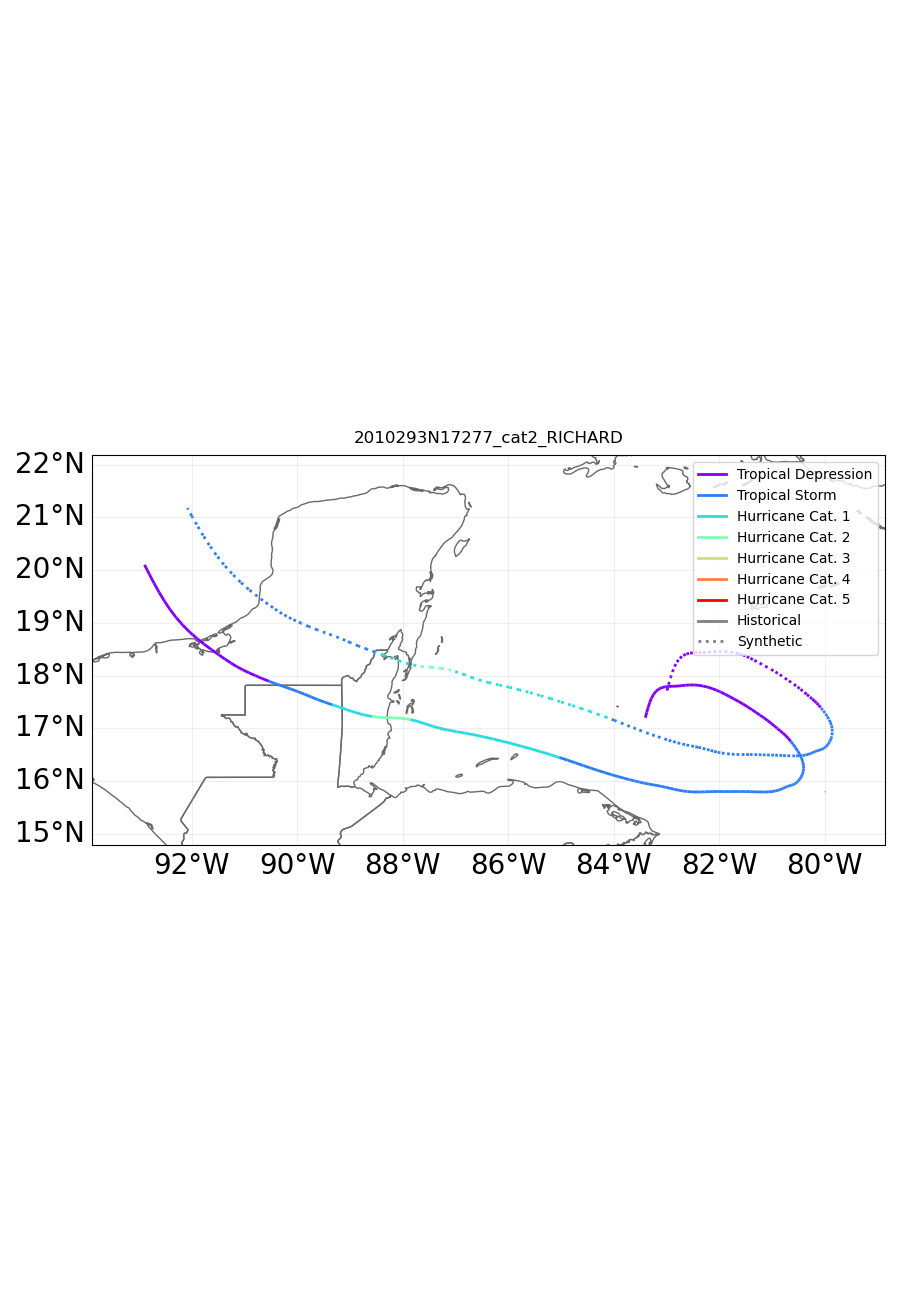 2010293N17277_cat2_RICHARD
22°N
21°N
20°N
19°N
18°N
17°N
16°N
15°N
Tropical Depression
Tropical Storm
Hurricane Cat. 1
Hurricane Cat. 2
Hurricane Cat. 3
Hurricane Cat. 4
Hurricane Cat. 5
Historical
Synthetic
92°W 90°W 88°W 86°W 84°W 82°W 80°W